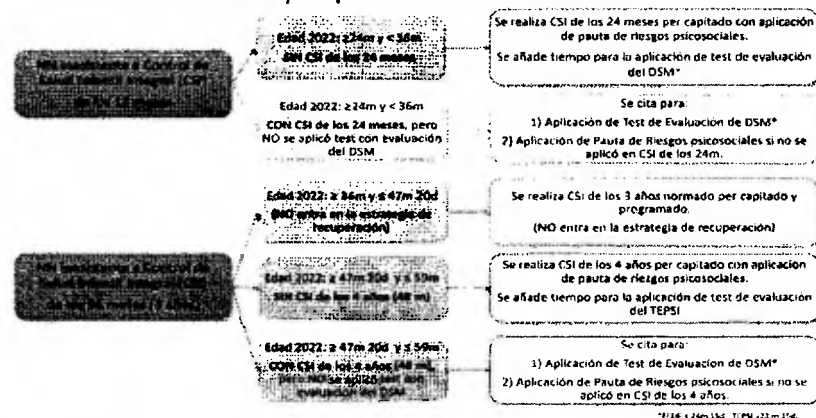 Edad 2022: ≥24m y < 36m
SIN CSI de los 24 meses
Se realiza CSI de los 24 meses per capitado con aplicación
de pauta de riesgos psicosociales.
Se añade tiempo para la aplicación de test de evaluación
del DSM*
Edad 2022: ≥24m y < 36m
CON CSI de los 24 meses, pero
NO se aplicó test con evaluación
del DSM
Se cita para:
1) Aplicación de Test de Evaluación de DSM*
2) Aplicación de Pauta de Riesgos psicosociales si no se
aplicó en CSI de los 24m.
Edad 2022: ≥ 36m y ≤ 47m 20d
(NO entra en la estrategia de
recuperación)
Se realiza CSI de los 3 años normado per capitado y
programado.
(NO entra en la estrategia de recuperación)
Edad 2022: ≥ 47m 20d y ≤ 59m
SIN CSI de los 4 años (48 m)
Se realiza CSI de los 4 años per capitado con aplicación
de pauta de riesgos psicosociales.
Se añade tiempo para la aplicación de test de evaluación
del TEPSI
Edad 2022: ≥ 47m 20d y ≤ 59m
CON CSI de los 4 años (48 m),
pero NO se aplicó test con
evaluación del DSM
Se cita para:
1) Aplicación de Test de Evaluacion de DSM*
2) Aplicación de Pauta de Riesgos psicosociales si no se
aplicó en CSI de los 4 años.